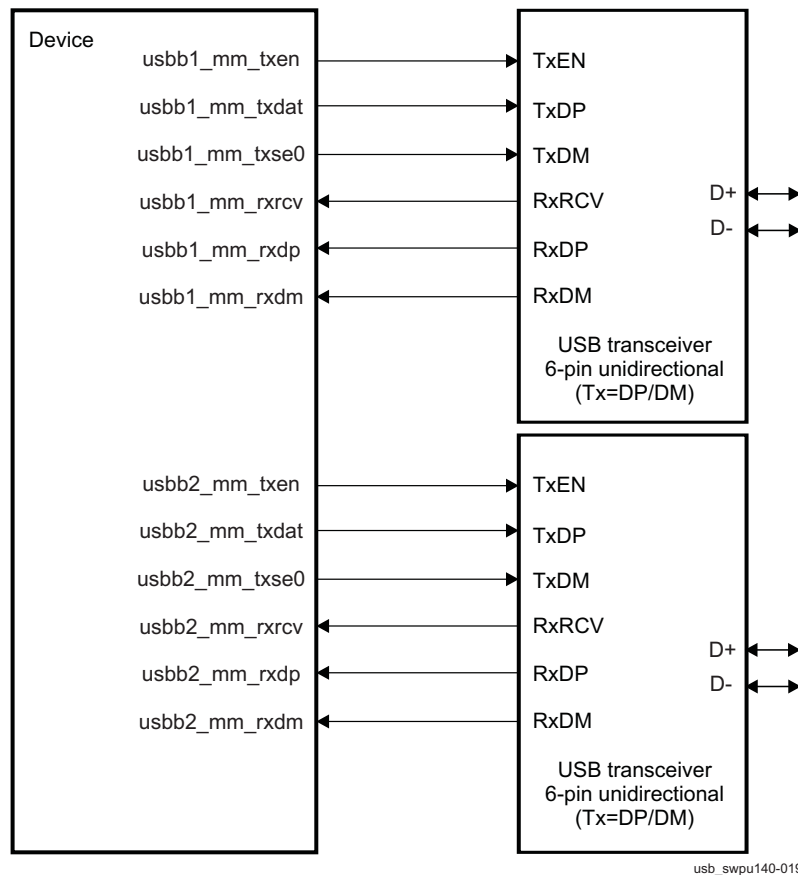 Device
usbb1_mm_txen
TxEN
usbb1_mm_txdat
TxDP
usbb1_mm_txse0
TxDM
usbb1_mm_rxrcv
RxRCV
D+
usbb1_mm_rxdp
RxDP
D-
usbb1_mm_rxdm
RxDM
USB transceiver
6-pin unidirectional
(Tx=DP/DM)
usbb2_mm_txen
TxEN
usbb2_mm_txdat
TxDP
usbb2_mm_txse0
TxDM
usbb2_mm_rxrcv
RxRCV
D+
usbb2_mm_rxdp
RxDP
D-
usbb2_mm_rxdm
RxDM
USB transceiver
6-pin unidirectional
(Tx=DP/DM)
usb_swpu140-019